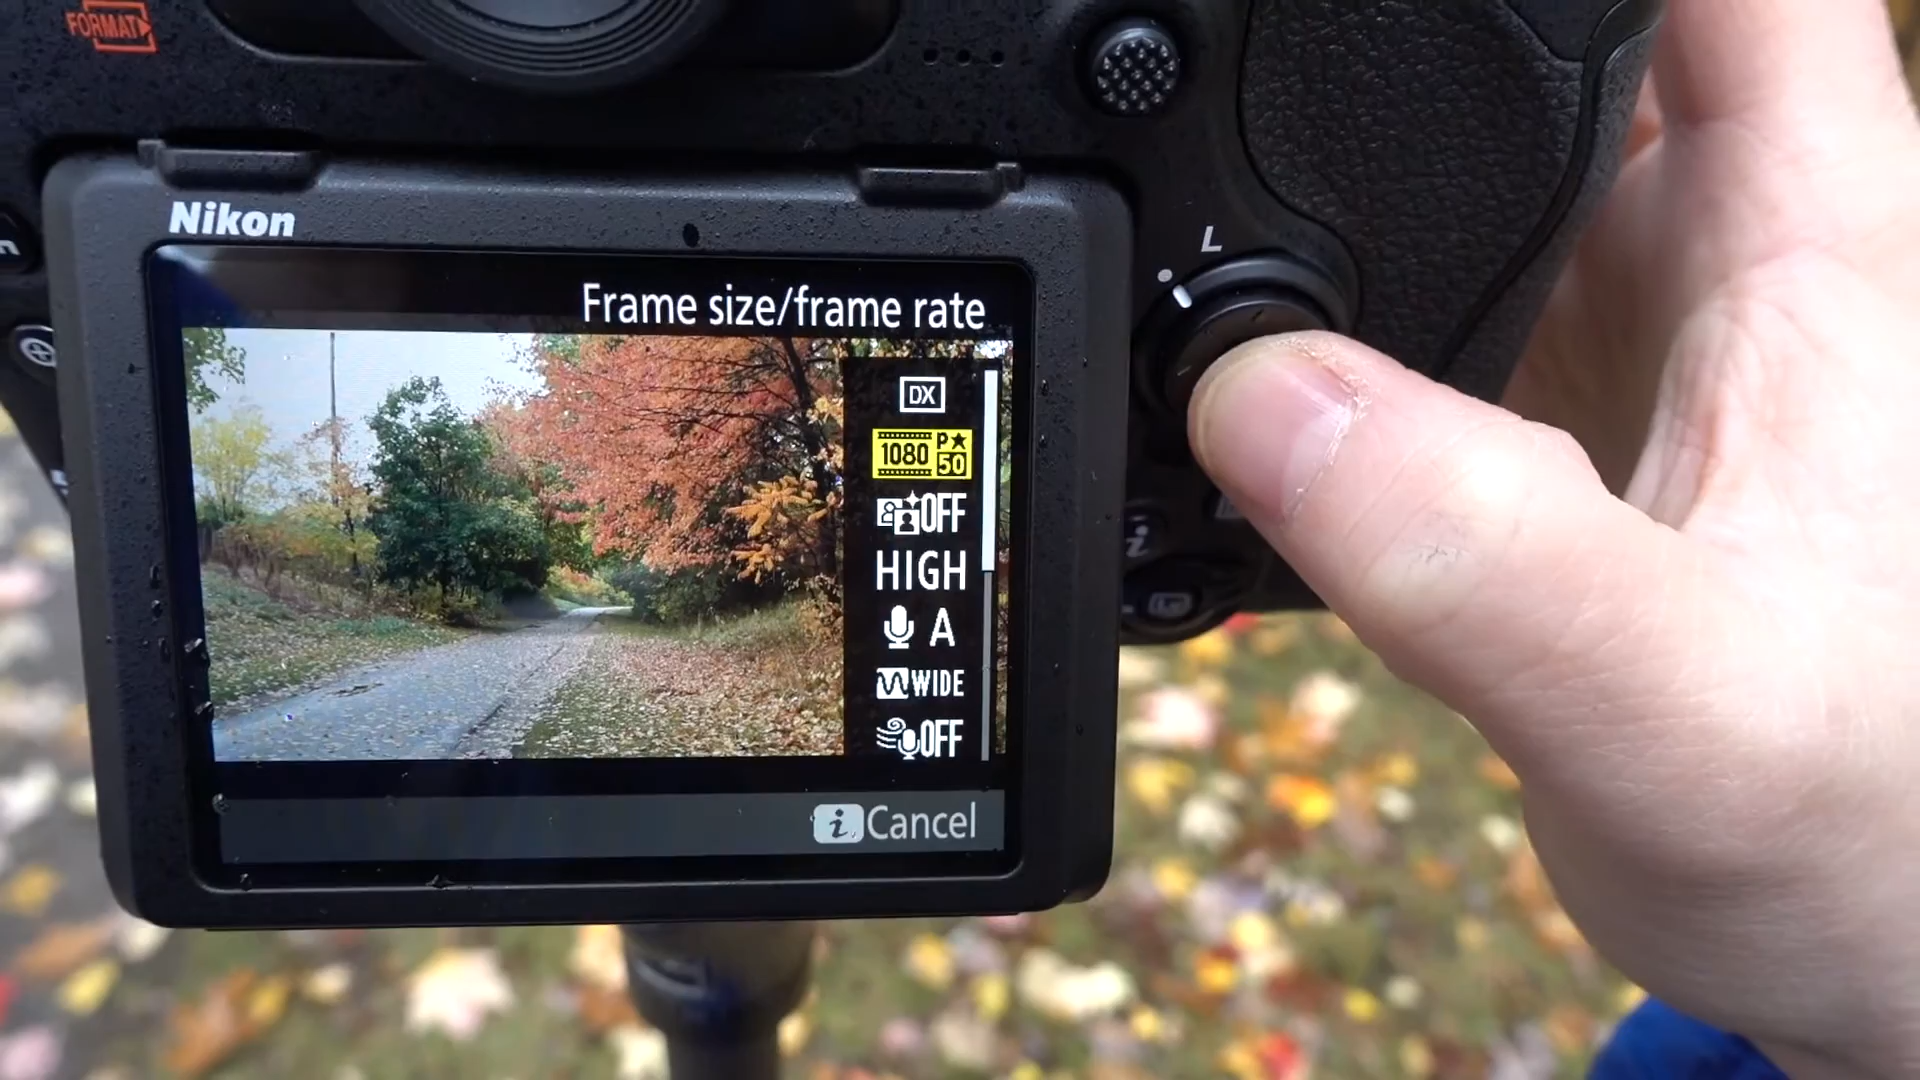 FORMAT
Nikon
L
Frame size/frame rate
DX
1080 P★ 50
OFF
HIGH
A
WIDE
OFF
i Cancel
i